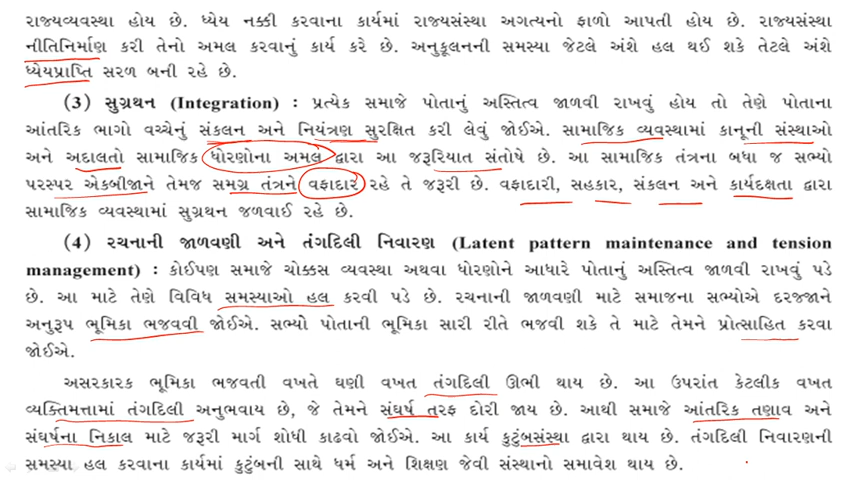 રાજ્યવ્યવસ્થા હોય છે. ધ્યેય નક્કી કરવાના કાર્યમાં રાજ્યસંસ્થા અગત્યનો ફાળો આપતી હોય છે. રાજ્યસંસ્થા
નીતિનિર્માણ કરી તેનો અમલ કરવાનું કાર્ય કરે છે. અનુકૂલનની સમસ્યા જેટલે અંશે હલ થઈ શકે તેટલે અંશે
ધ્યેયપ્રાપ્તિ સરળ બની રહે છે.
(3) સુગ્રથન (Integration) : પ્રત્યેક સમાજે પોતાનું અસ્તિત્વ જાળવી રાખવું હોય તો તેણે પોતાના
આંતરિક ભાગો વચ્ચેનું સંકલન અને નિયંત્રણ સુરક્ષિત કરી લેવું જોઈએ. સામાજિક વ્યવસ્થામાં કાનૂની સંસ્થાઓ
અને અદાલતો સામાજિક ધોરણોના અમલ દ્વારા આ જરૂરિયાત સંતોષે છે. આ સામાજિક તંત્રના બધા જ સભ્યો
પરસ્પર એકબીજાને તેમજ સમગ્ર તંત્રને વફાદાર રહે તે જરૂરી છે. વફાદારી, સહકાર, સંકલન અને કાર્યદક્ષતા દ્વારા
સામાજિક વ્યવસ્થામાં સુગ્રથન જળવાઈ રહે છે.
(4) રચનાની જાળવણી અને તંગદિલી નિવારણ (Latent pattern maintenance and tension
management) : કોઈપણ સમાજે ચોક્કસ વ્યવસ્થા અથવા ધોરણોને આધારે પોતાનું અસ્તિત્વ જાળવી રાખવું પડે
છે. આ માટે તેણે વિવિધ સમસ્યાઓ હલ કરવી પડે છે. રચનાની જાળવણી માટે સમાજના સભ્યોએ દરજ્જાને
અનુરૂપ ભૂમિકા ભજવવી જોઈએ. સભ્યો પોતાની ભૂમિકા સારી રીતે ભજવી શકે તે માટે તેમને પ્રોત્સાહિત કરવા
જોઈએ.
અસરકારક ભૂમિકા ભજવતી વખતે ઘણી વખત તંગદિલી ઊભી થાય છે. આ ઉપરાંત કેટલીક વખત
વ્યક્તિમત્તામાં તંગદિલી અનુભવાય છે, જે તેમને સંઘર્ષ તરફ દોરી જાય છે. આથી સમાજે આંતરિક તણાવ અને
સંઘર્ષના નિકાલ માટે જરૂરી માર્ગ શોધી કાઢવો જોઈએ. આ કાર્ય કુટુંબસંસ્થા દ્વારા થાય છે. તંગદિલી નિવારણની
સમસ્યા હલ કરવાના કાર્યમાં કુટુંબની સાથે ધર્મ અને શિક્ષણ જેવી સંસ્થાનો સમાવેશ થાય છે.